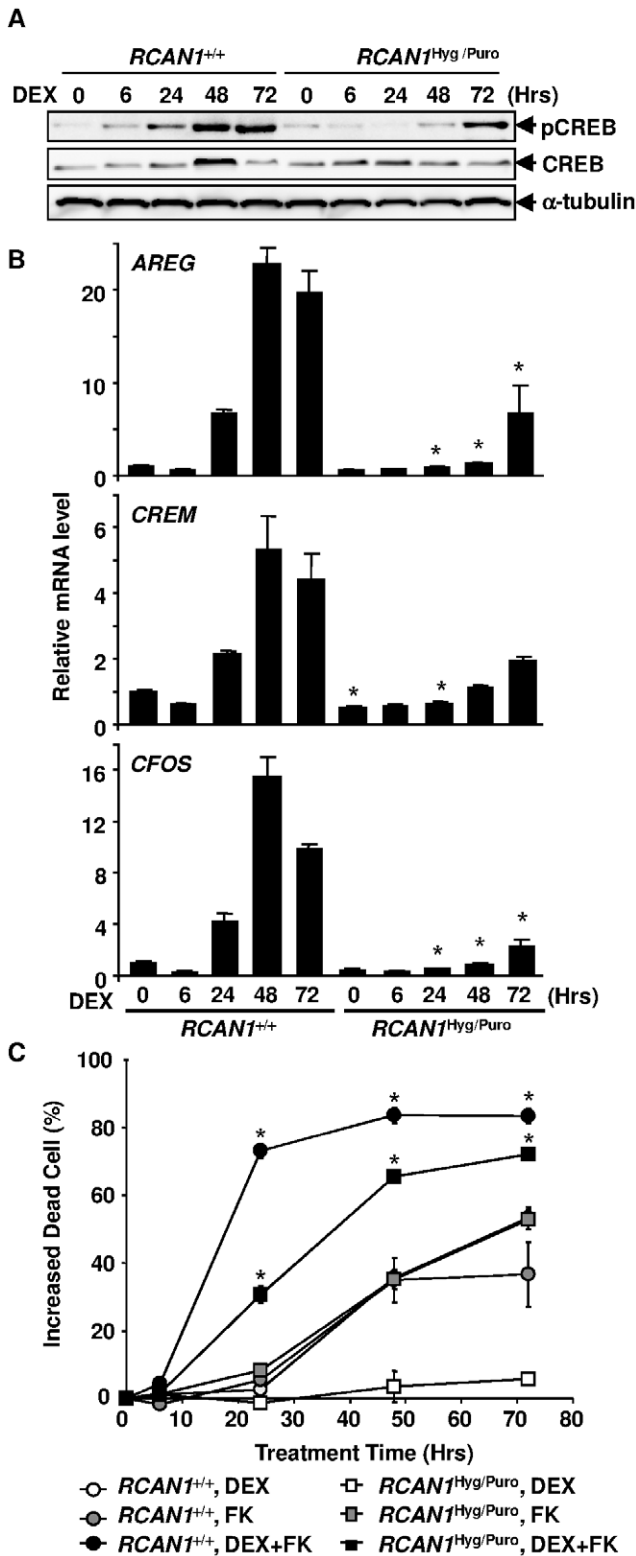 A
RCAN1+/+ RCAN1Hyg/Puro
DEX 0 6 24 48 72 0 6 24 48 72 (Hrs)
pCREB
CREB
α-tubulin
B
Relative mRNA level
AREG
20
10
0
* * *
CREM
6
4
2
0
* *
CFOS
16
12
8
4
0
* * *
DEX 0 6 24 48 72 0 6 24 48 72 (Hrs)
RCAN1+/+ RCAN1Hyg/Puro
C
Increased Dead Cell (%)
100
80
60
40
20
0
* * *
* * *
0 10 20 30 40 50 60 70 80
Treatment Time (Hrs)
RCAN1+/+, DEX RCAN1Hyg/Puro, DEX
RCAN1+/+, FK RCAN1Hyg/Puro, FK
RCAN1+/+, DEX+FK RCAN1Hyg/Puro, DEX+FK